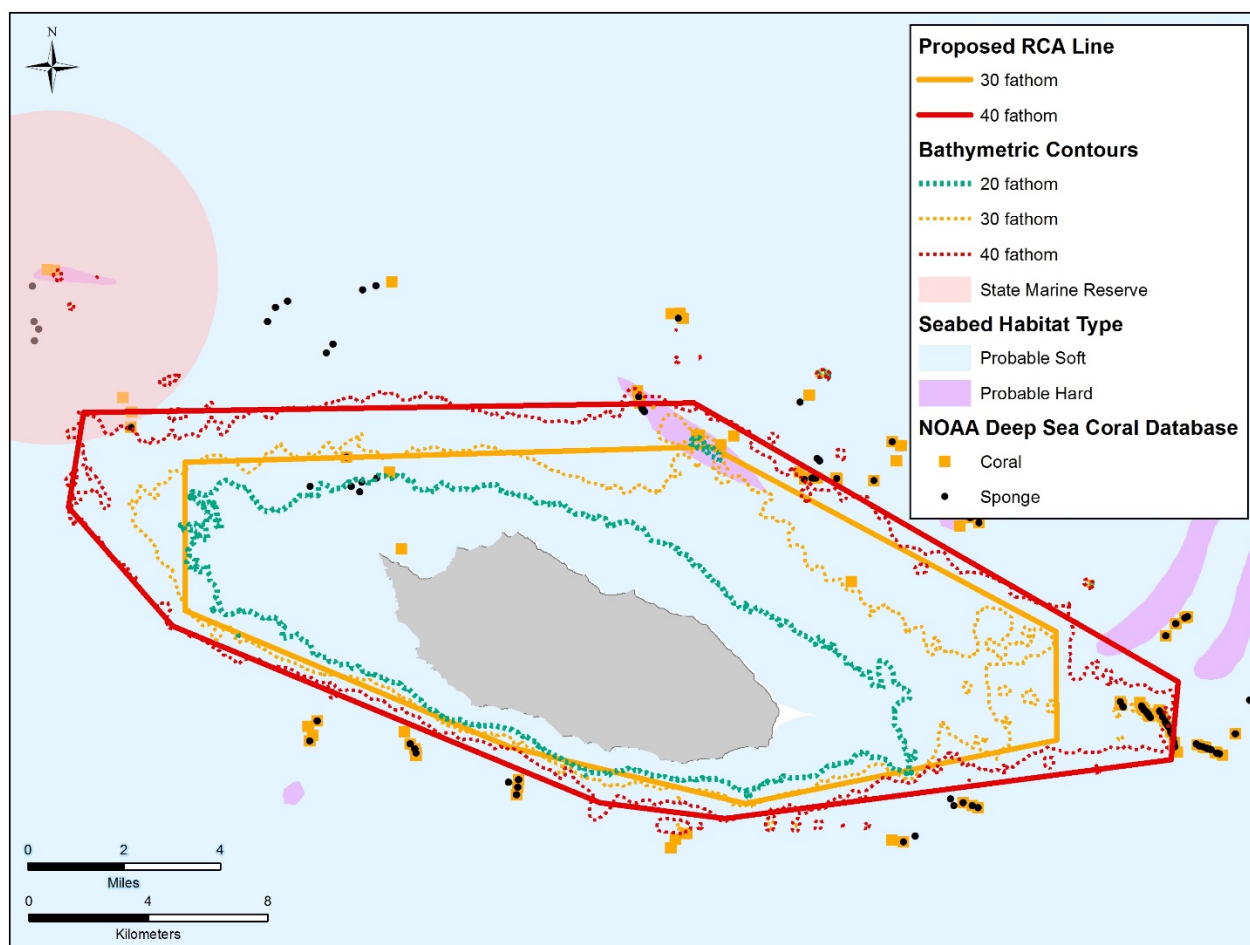 N
Proposed RCA Line
30 fathom
40 fathom
Bathymetric Contours
20 fathom
30 fathom
40 fathom
State Marine Reserve
Seabed Habitat Type
Probable Soft
Probable Hard
NOAA Deep Sea Coral Database
Coral
Sponge
0 2 4
Miles
0 4 8
Kilometers